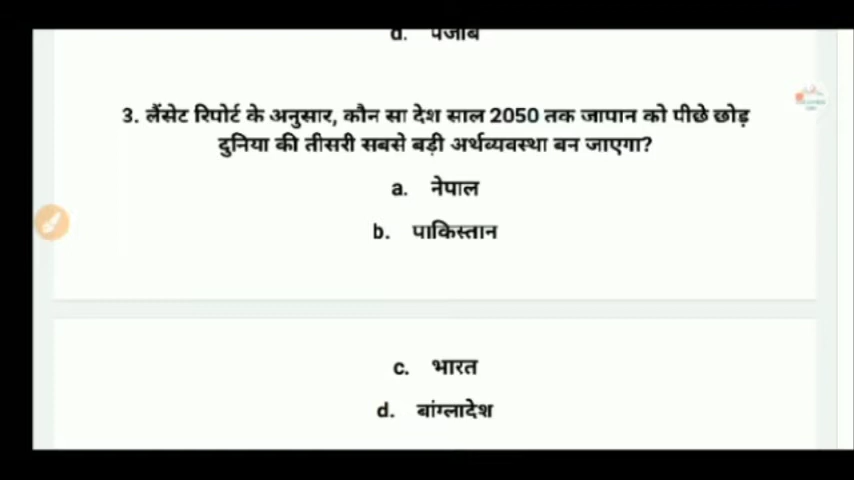 d. पंजाब
3. लैंसेट रिपोर्ट के अनुसार, कौन सा देश साल 2050 तक जापान को पीछे छोड़
दुनिया की तीसरी सबसे बड़ी अर्थव्यवस्था बन जाएगा?
a. नेपाल
b. पाकिस्तान
c. भारत
d. बांग्लादेश